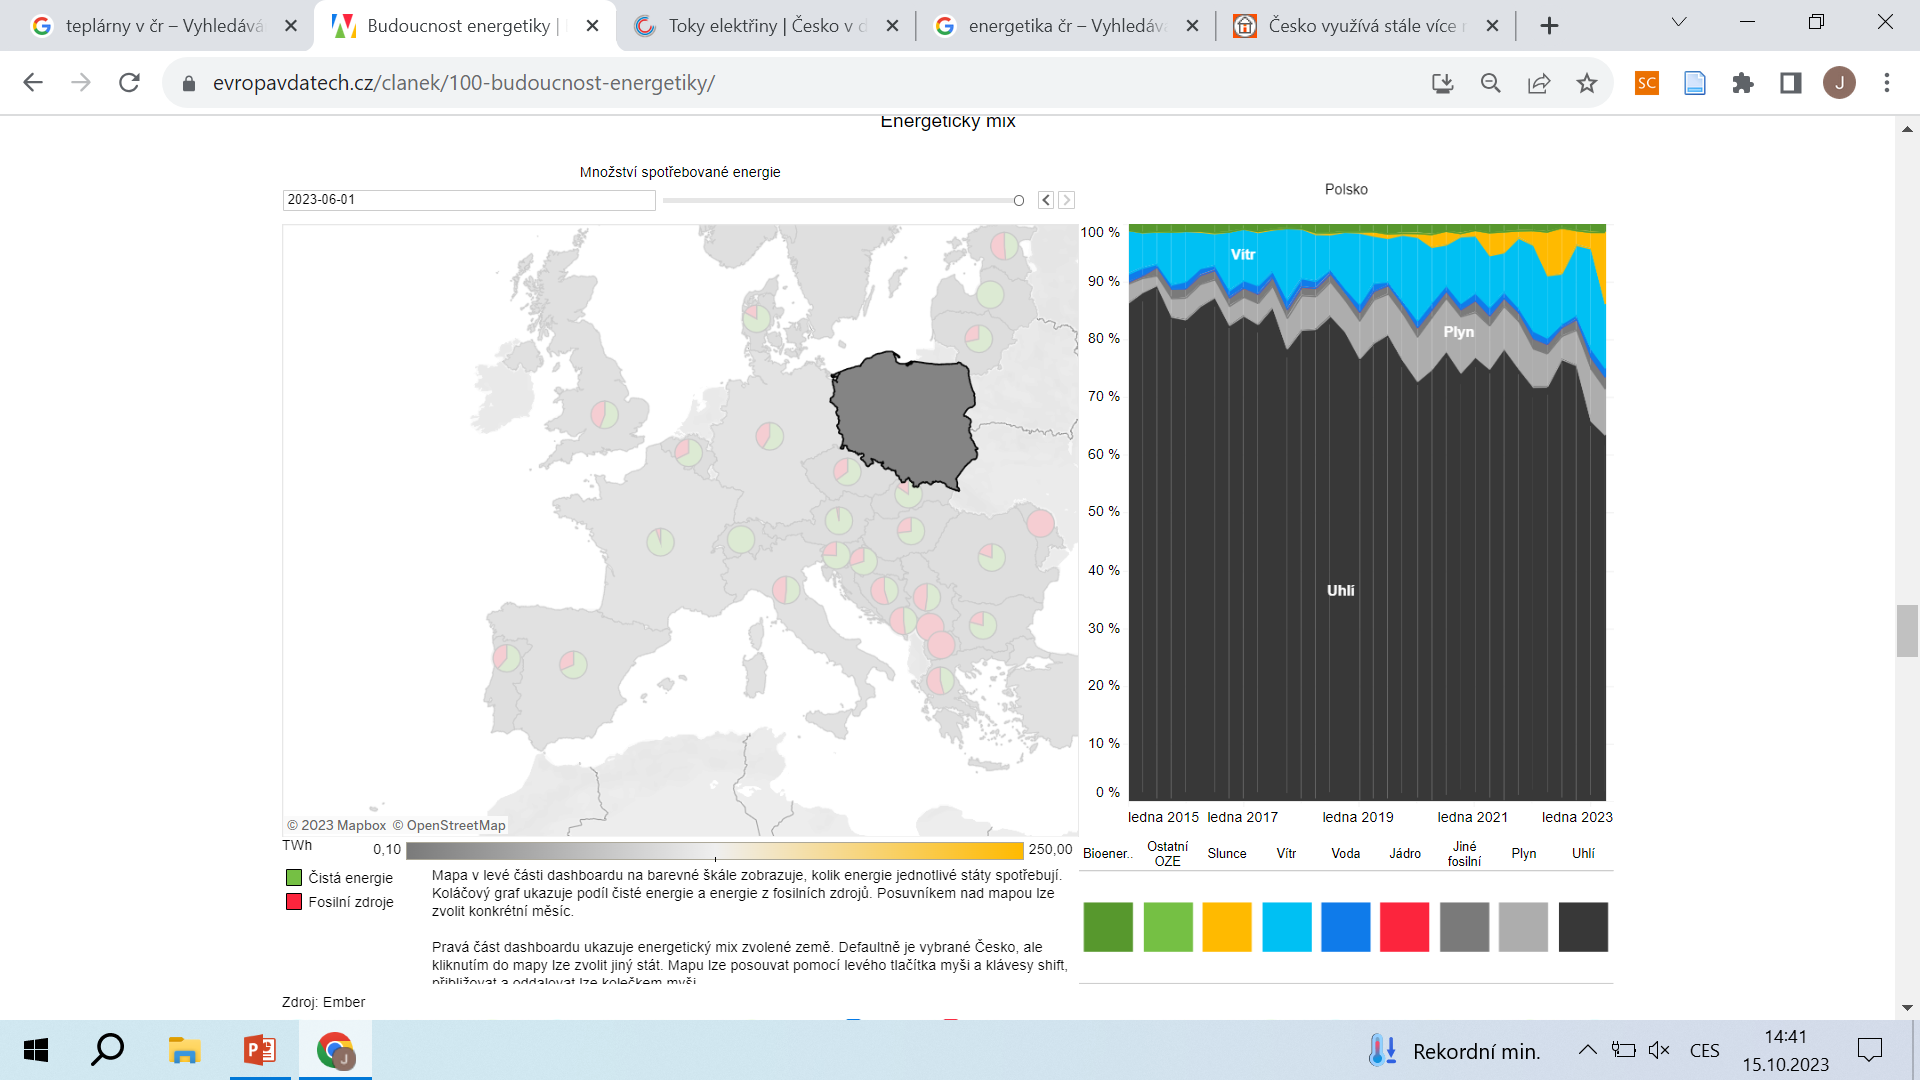 teplárny v čr – Vyhledává
Budoucnost energetiky |
Toky elektřiny | Česko v d
energetika čr – Vyhledáva
Česko využívá stále více
evropavdatech.cz/clanek/100-budoucnost-energetiky/
SC
J
Energetický mix
Množství spotřebované energie
2023-06-01
Polsko
100 %
90 %
80 %
70 %
60 %
50 %
40 %
30 %
20 %
10 %
0 %
Vítr
Plyn
Uhlí
ledna 2015
ledna 2017
ledna 2019
ledna 2021
ledna 2023
© 2023 Mapbox © OpenStreetMap
TWh
0,10
250,00
Čistá energie
Fosilní zdroje
Mapa v levé části dashboardu na barevné škále zobrazuje, kolik energie jednotlivé státy spotřebují.
Koláčový graf ukazuje podíl čisté energie a energie z fosilních zdrojů. Posuvníkem nad mapou lze
zvolit konkrétní měsíc.
Pravá část dashboardu ukazuje energetický mix zvolené země. Defaultně je vybrané Česko, ale
kliknutím do mapy lze zvolit jiný stát. Mapu lze posouvat pomocí levého tlačítka myši a klávesy shift,
přibližovat a oddalovat lze kolečkem myši.
Bioener..
Ostatní
OZE
Slunce
Vítr
Voda
Jádro
Jiné
fosilní
Plyn
Uhlí
Zdroj: Ember
J
Rekordní min.
CES
14:41
15.10.2023